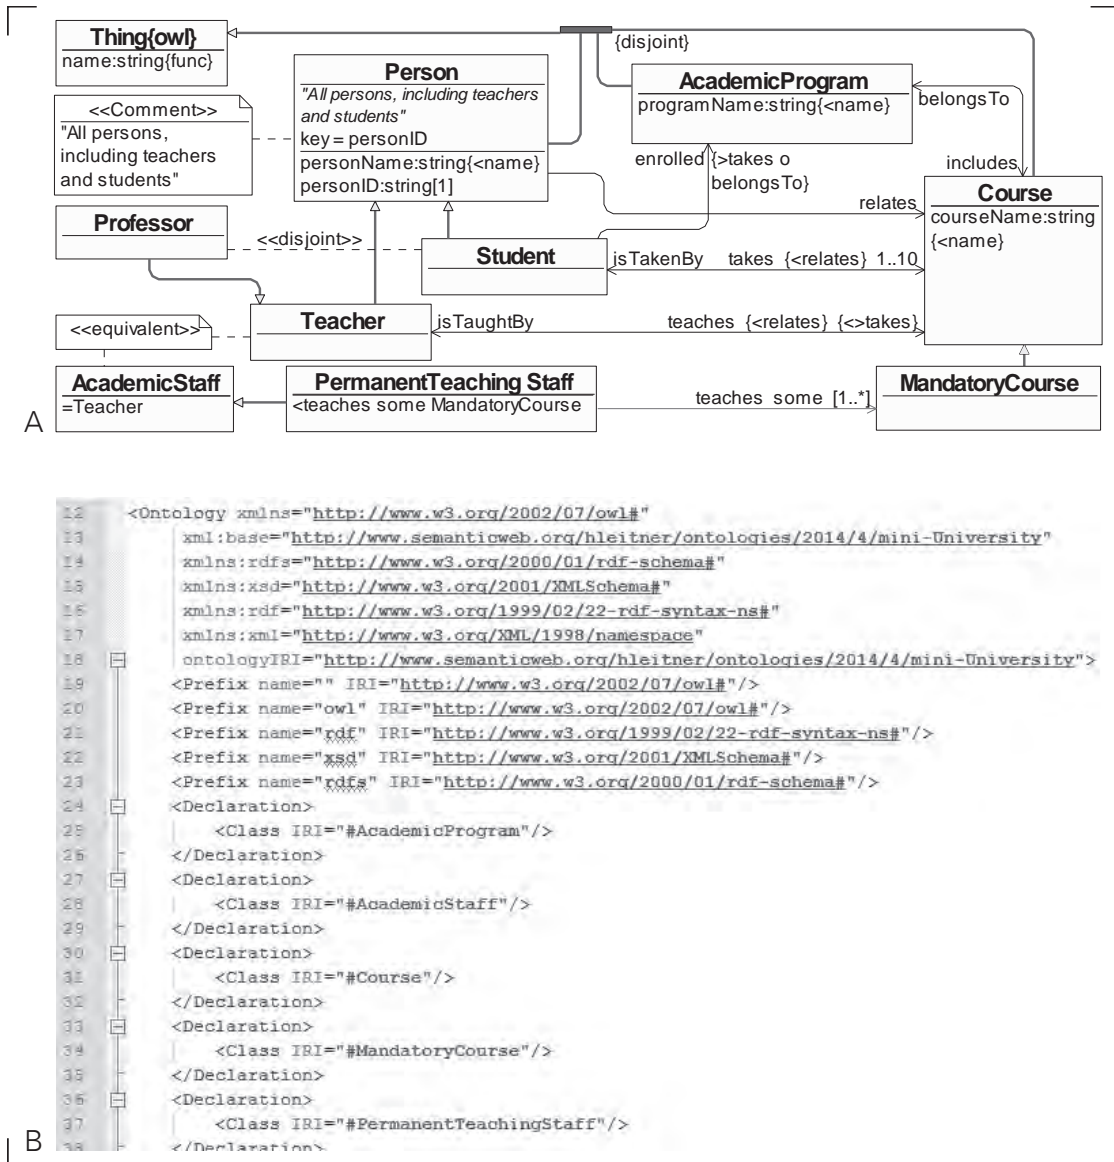 Thing{owl}
name:string{func}
{disjoint}
Person
"All persons, including teachers
and students"
key = personID
personName:string{<name}
personID:string[1]
AcademicProgram
programName:string{<name}
belongsTo
<<Comment>>
"All persons,
including teachers
and students"
enrolled {>takes o
belongsTo}
includes
Professor
<<disjoint>>
relates
Course
courseName:string
{<name}
Student
isTakenBy takes {<relates} 1..10
Teacher
isTaughtBy teaches {<relates} {<>takes}
<<equivalent>>
AcademicStaff
=Teacher
PermanentTeaching Staff
<teaches some MandatoryCourse
teaches some [1..*]
MandatoryCourse
A
12 <Ontology xmlns="http://www.w3.org/2002/07/owl#"
13 xml:base="http://www.semanticweb.org/hleitner/ontologies/2014/4/mini-University"
14 xmlns:rdfs="http://www.w3.org/2000/01/rdf-schema#"
15 xmlns:xsd="http://www.w3.org/2001/XMLSchema#"
16 xmlns:rdf="http://www.w3.org/1999/02/22-rdf-syntax-ns#"
17 xmlns:xml="http://www.w3.org/XML/1998/namespace"
18 ontologyIRI="http://www.semanticweb.org/hleitner/ontologies/2014/4/mini-University">
19 <Prefix name="" IRI="http://www.w3.org/2002/07/owl#"/>
20 <Prefix name="owl" IRI="http://www.w3.org/2002/07/owl#"/>
21 <Prefix name="rdf" IRI="http://www.w3.org/1999/02/22-rdf-syntax-ns#"/>
22 <Prefix name="xsd" IRI="http://www.w3.org/2001/XMLSchema#"/>
23 <Prefix name="rdfs" IRI="http://www.w3.org/2000/01/rdf-schema#"/>
24 <Declaration>
25 <Class IRI="#AcademicProgram"/>
26 </Declaration>
27 <Declaration>
28 <Class IRI="#AcademicStaff"/>
29 </Declaration>
30 <Declaration>
31 <Class IRI="#Course"/>
32 </Declaration>
33 <Declaration>
34 <Class IRI="#MandatoryCourse"/>
35 </Declaration>
36 <Declaration>
37 <Class IRI="#PermanentTeachingStaff"/>
38 </Declaration>
B